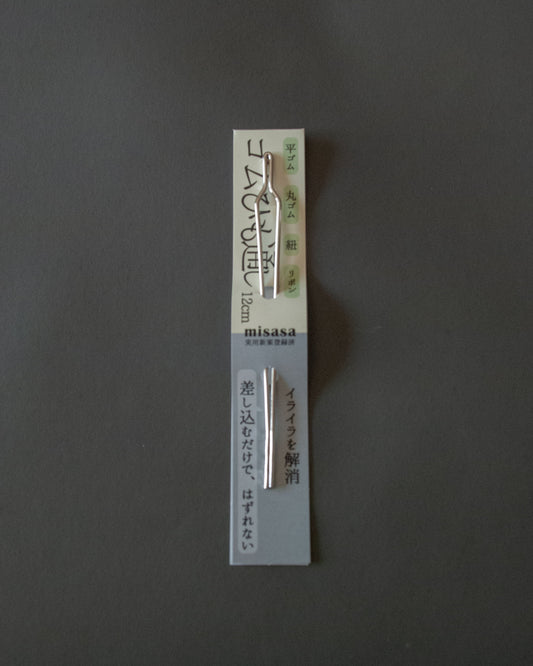 平ゴム
丸ゴム
紐
リボン
ゴムひも通し 12cm
misasa
実用新案登録済
イライラを解消
差し込むだけで、はずれない